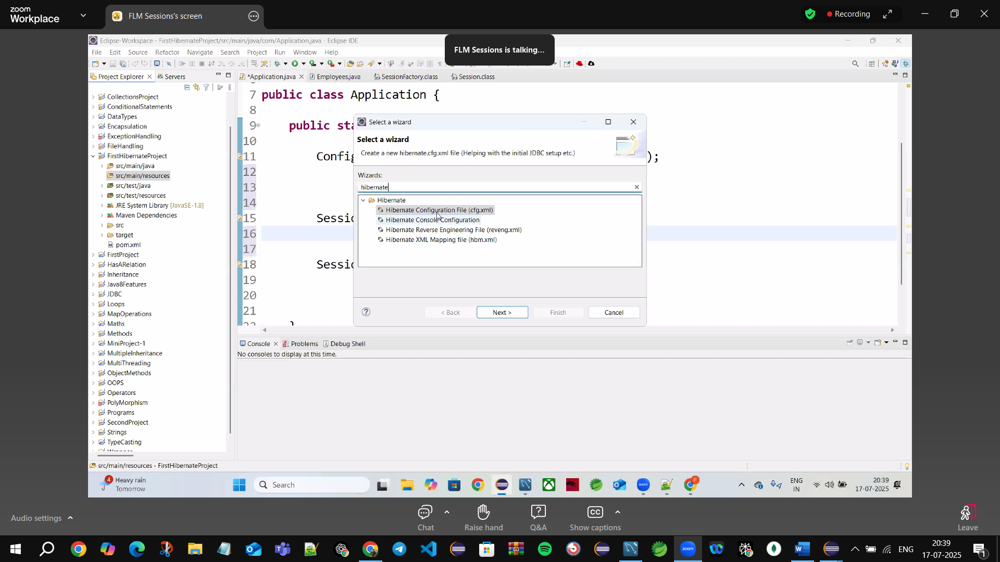 zoom
Workplace
FLM Sessions's screen
Recording
Eclipse-Workspace - FirstHibernateProject/src/main/java/com/Application.java - Eclipse IDE
FLM Sessions is talking...
File Edit Source Refactor Navigate Search Project Run Window Help
Project Explorer Servers
*Application.java Employees.java SessionFactory.class Session.class
CollectionsProject
ConditionalStatements
DataTypes
Encapsulation
ExceptionHandling
FileHandling
FirstHibernateProject
src/main/java
src/main/resources
src/test/java
src/test/resources
JRE System Library [JavaSE-1.8]
Maven Dependencies
src
target
pom.xml
FirstProject
HasARelation
Inheritance
Java8Features
JDBC
Loops
MapOperations
Maths
Methods
MiniProject-1
MultipleInheritance
MultiThreading
ObjectMethods
OOPS
Operators
PolyMorphism
Programs
SecondProject
Strings
TypeCasting
7 public class Application {
8
9 public sta
10
11 Config );
12
13
14
15 Sessio
16
17
18 Sessio
19
20
21
22 }
Select a wizard
Select a wizard
Create a new hibernate.cfg.xml file (Helping with the initial JDBC setup etc.)
Wizards:
hibernate
Hibernate
Hibernate Configuration File (cfg.xml)
Hibernate Console Configuration
Hibernate Reverse Engineering File (reveng.xml)
Hibernate XML Mapping file (hbm.xml)
< Back Next > Finish Cancel
Console Problems Debug Shell
No consoles to display at this time.
src/main/resources - FirstHibernateProject
4
Heavy rain
Tomorrow
Search
zoom
F
ENG
IN
20:39
17-07-2025
Audio settings
Chat
Raise hand
Q&A
CC
Show captions
Leave
zoom
ENG
20:39
17-07-2025
1